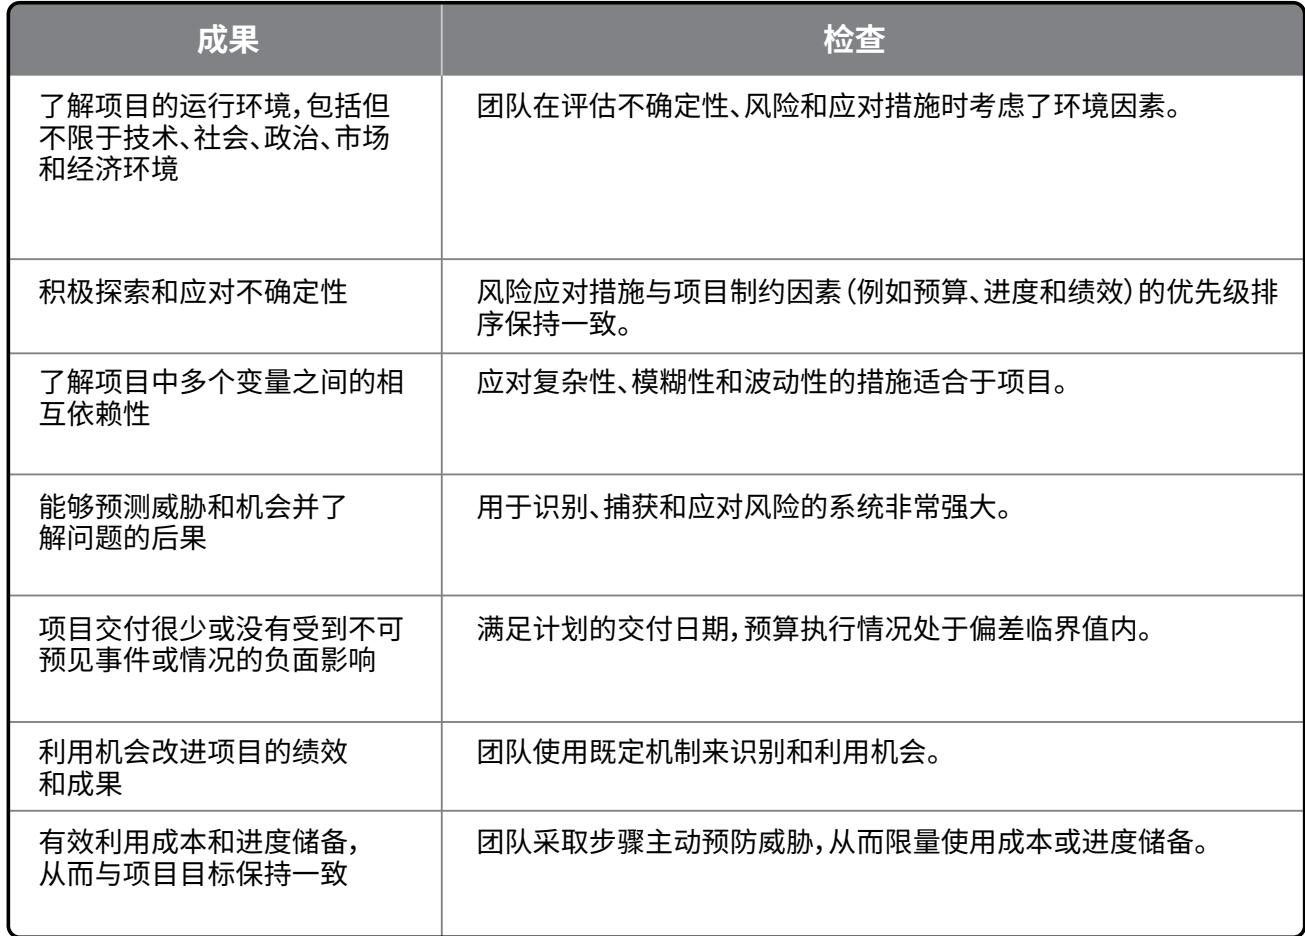 成果
检查
了解项目的运行环境，包括但
不限于技术、社会、政治、市场
和经济环境
团队在评估不确定性、风险和应对措施时考虑了环境因素。
积极探索和应对不确定性
风险应对措施与项目制约因素（例如预算、进度和绩效）的优先级排
序保持一致。
了解项目中多个变量之间的相
互依赖性
应对复杂性、模糊性和波动性的措施适合于项目。
能够预测威胁和机会并了
解问题的后果
用于识别、捕获和应对风险的系统非常强大。
项目交付很少或没有受到不可
预见事件或情况的负面影响
满足计划的交付日期，预算执行情况处于偏差临界值内。
利用机会改进项目的绩效
和成果
团队使用既定机制来识别和利用机会。
有效利用成本和进度储备，
从而与项目目标保持一致
团队采取步骤主动预防威胁，从而限量使用成本或进度储备。